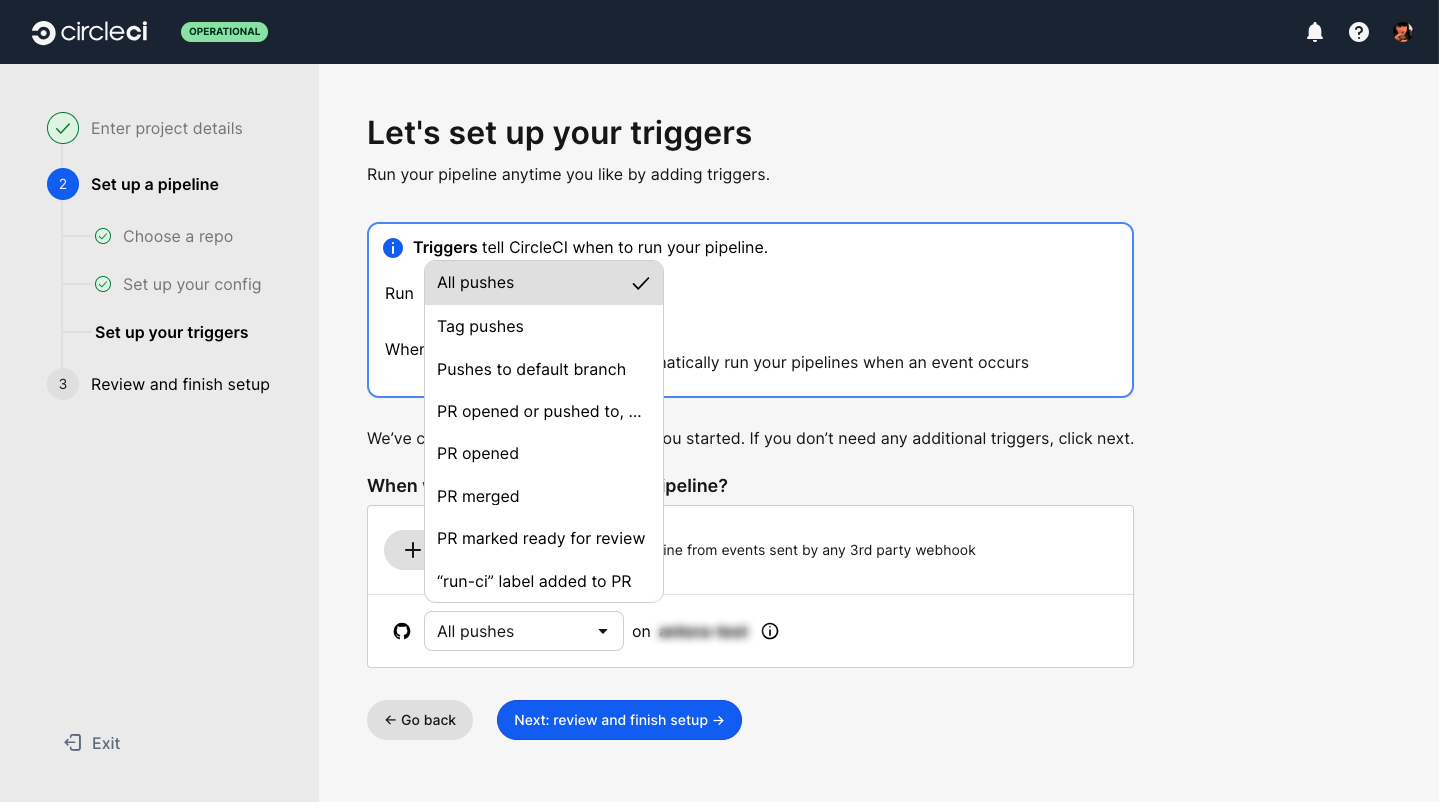 circleci
OPERATIONAL
Enter project details
2
Set up a pipeline
Choose a repo
Set up your config
Set up your triggers
3
Review and finish setup
Exit
Let's set up your triggers
Run your pipeline anytime you like by adding triggers.
Triggers tell CircleCI when to run your pipeline.
Run
When
matically run your pipelines when an event occurs
All pushes
Tag pushes
Pushes to default branch
PR opened or pushed to, ...
PR opened
PR merged
PR marked ready for review
“run-ci” label added to PR
We’ve c
ou started. If you don’t need any additional triggers, click next.
When
ipeline?
ine from events sent by any 3rd party webhook
All pushes
on
← Go back
Next: review and finish setup →